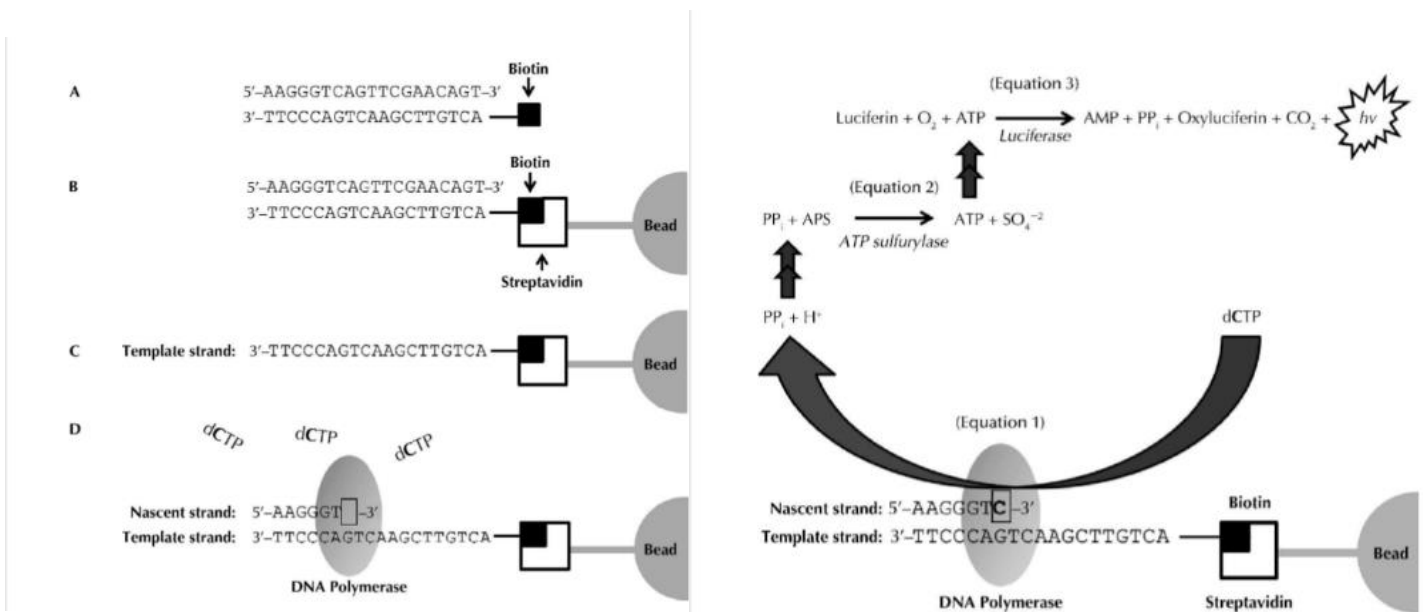 A
Biotin
5′–AAGGGTCAGTTCGAACAGT–3′
3′–TTCCCAGTCAAGCTTGTCA
B
Biotin
5′–AAGGGTCAGTTCGAACAGT–3′
3′–TTCCCAGTCAAGCTTGTCA
Bead
Streptavidin
C
Template strand: 3′–TTCCCAGTCAAGCTTGTCA
Bead
D
dCTP dCTP dCTP
Nascent strand: 5′–AAGGGT –3′
Template strand: 3′–TTCCCAGTCAAGCTTGTCA
Bead
DNA Polymerase
(Equation 3)
Luciferin + O₂ + ATP Luciferase AMP + PPᵢ + Oxyluciferin + CO₂ + hν
(Equation 2)
PPᵢ + APS ATP sulfurylase ATP + SO₄⁻²
PPᵢ + H⁺
dCTP
(Equation 1)
Biotin
Nascent strand: 5′–AAGGGTC–3′
Template strand: 3′–TTCCCAGTCAAGCTTGTCA
Bead
DNA Polymerase
Streptavidin